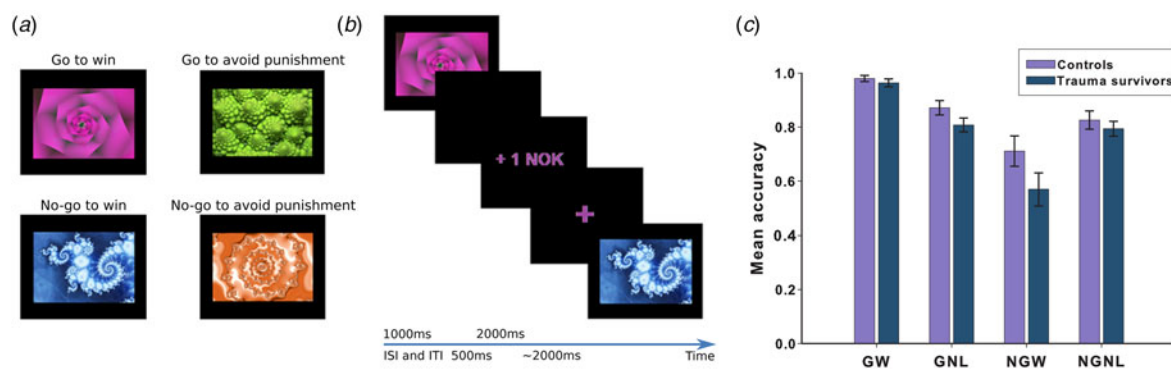 (a)
Go to win
Go to avoid punishment
No-go to win
No-go to avoid punishment
(b)
+ 1 NOK
+
1000ms
2000ms
ISI and ITI
500ms
~2000ms
Time
(c)
Controls
Trauma survivors
Mean accuracy
1.0
0.8
0.6
0.4
0.2
0.0
GW
GNL
NGW
NGNL